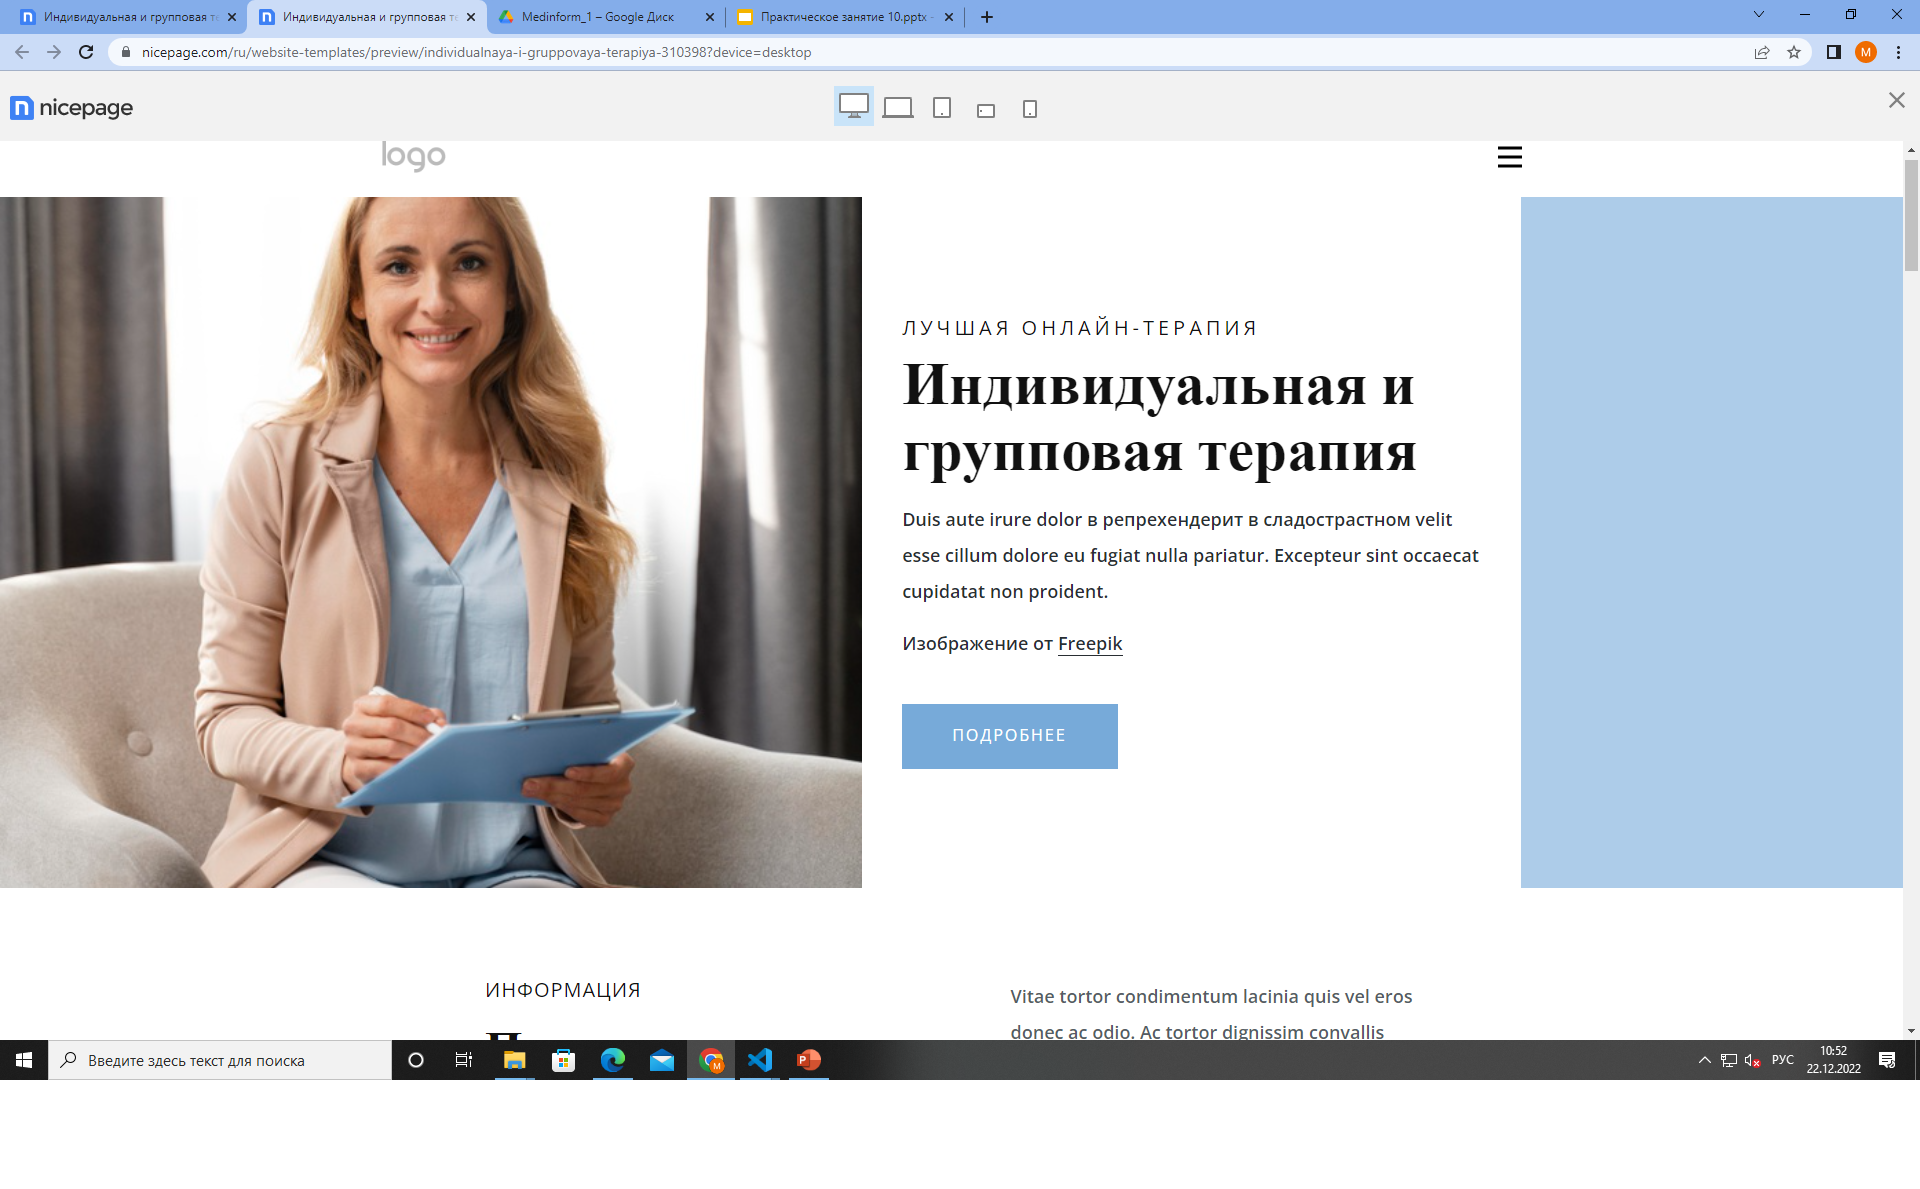 Индивидуальная и групповая те
Индивидуальная и групповая те
Medinform_1 – Google Диск
Практическое занятие 10.pptx -
nicepage.com/ru/website-templates/preview/individualnaya-i-gruppovaya-terapiya-310398?device=desktop
M
nicepage
logo
ЛУЧШАЯ ОНЛАЙН-ТЕРАПИЯ
Индивидуальная и
групповая терапия
Duis aute irure dolor в репрехендерит в сладострастном velit
esse cillum dolore eu fugiat nulla pariatur. Excepteur sint occaecat
cupidatat non proident.
Изображение от Freepik
ПОДРОБНЕЕ
ИНФОРМАЦИЯ
Vitae tortor condimentum lacinia quis vel eros
donec ac odio. Ac tortor dignissim convallis
Введите здесь текст для поиска
РУС
10:52
22.12.2022